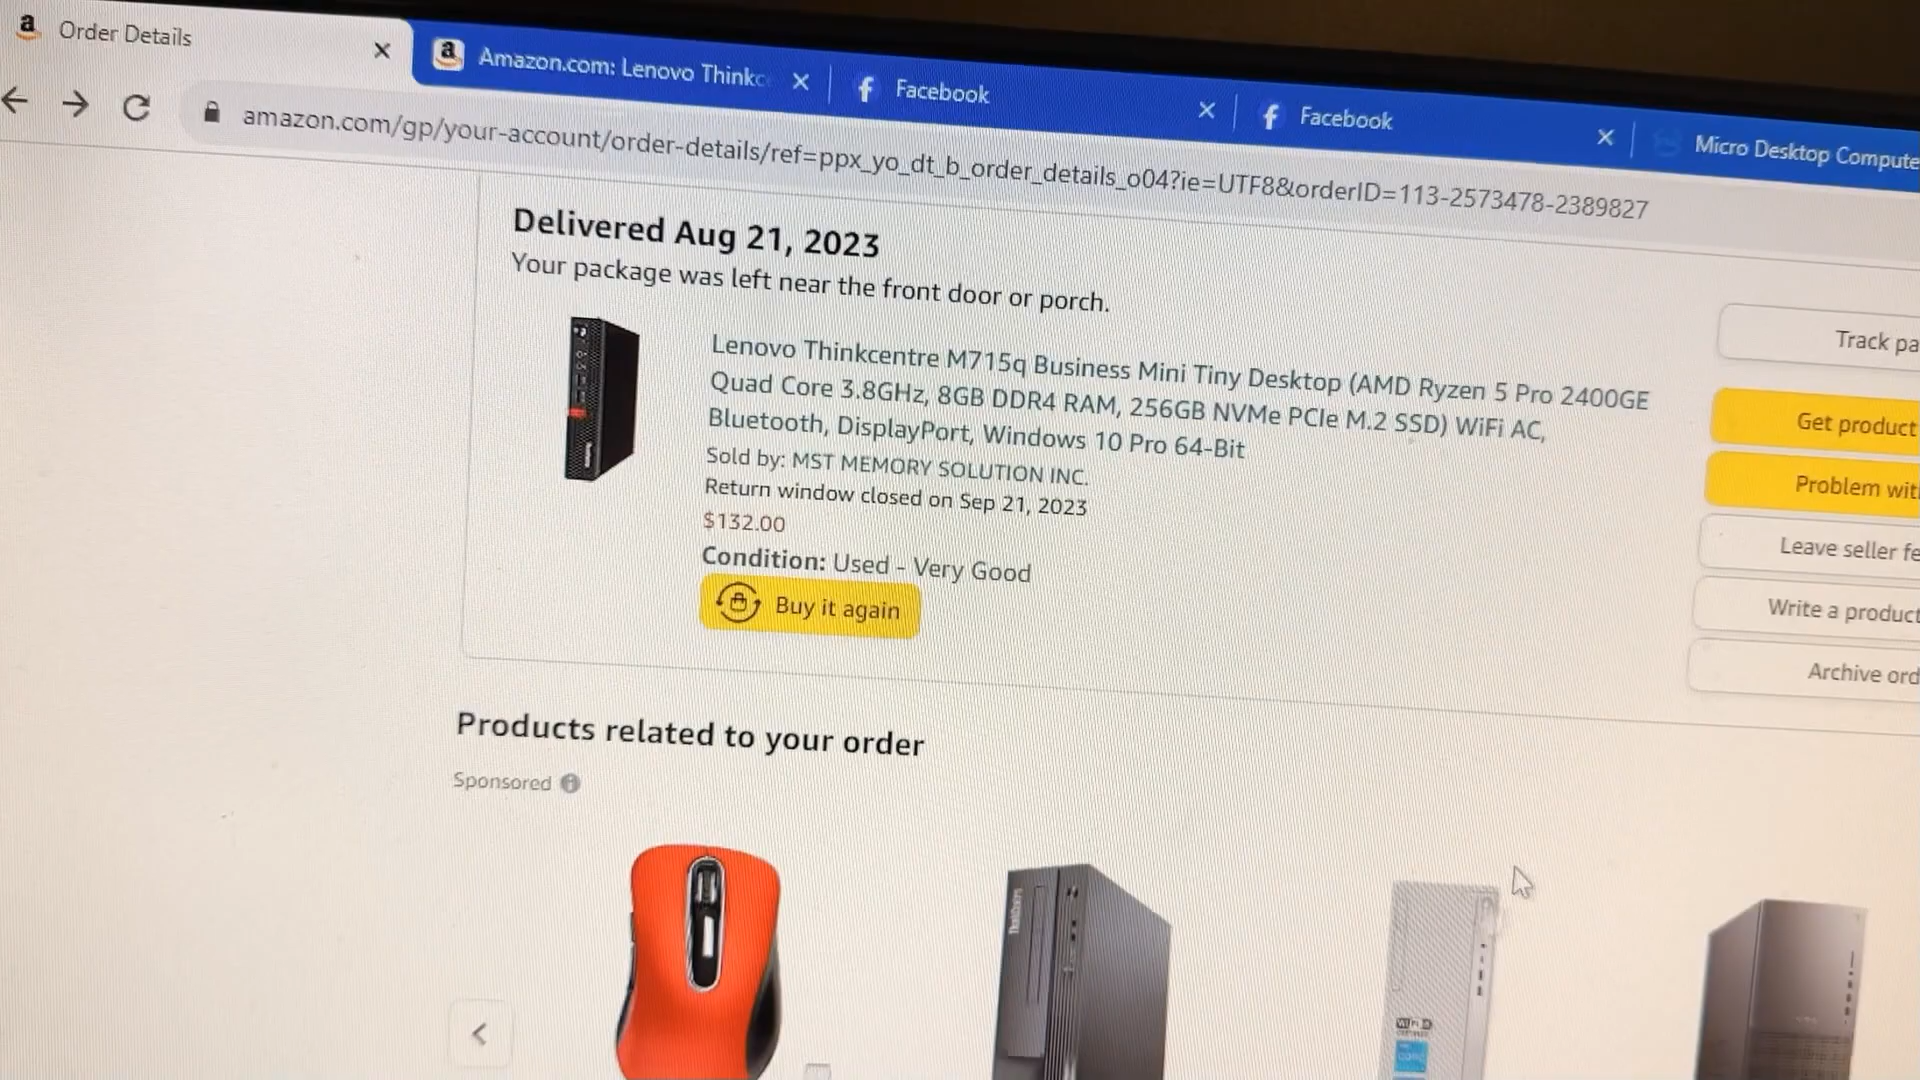 Order Details
Amazon.com: Lenovo Thinkc
Facebook
Facebook
Micro Desktop Compute
amazon.com/gp/your-account/order-details/ref=ppx_yo_dt_b_order_details_o04?ie=UTF8&orderID=113-2573478-2389827
Delivered Aug 21, 2023
Your package was left near the front door or porch.
Lenovo Thinkcentre M715q Business Mini Tiny Desktop (AMD Ryzen 5 Pro 2400GE
Quad Core 3.8GHz, 8GB DDR4 RAM, 256GB NVMe PCIe M.2 SSD) WiFi AC,
Bluetooth, DisplayPort, Windows 10 Pro 64-Bit
Sold by: MST MEMORY SOLUTION INC.
Return window closed on Sep 21, 2023
$132.00
Condition: Used - Very Good
Buy it again
Track pa
Get product
Problem wit
Leave seller fe
Write a product
Archive ord
Products related to your order
Sponsored